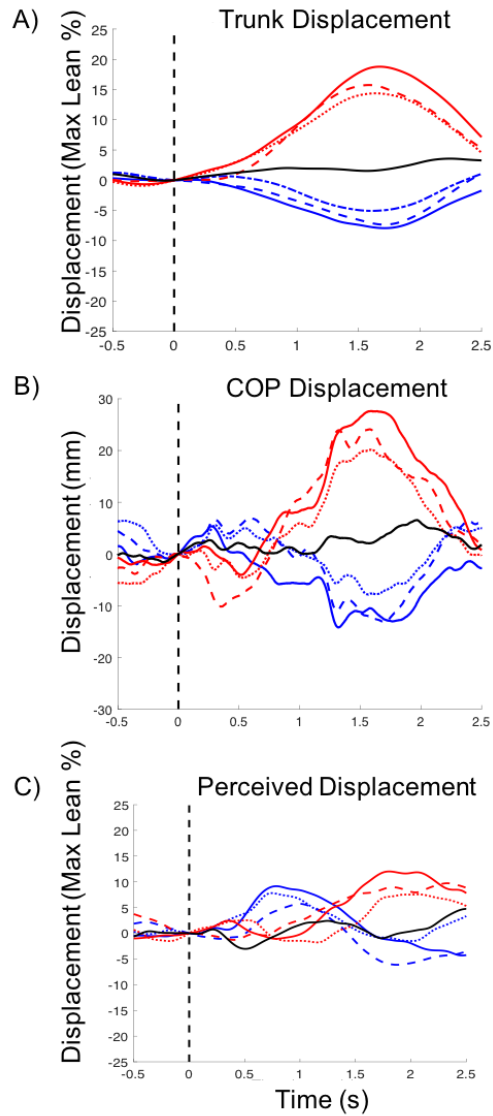 A) Trunk Displacement
Displacement (Max Lean %)
25
20
15
10
5
0
-5
-10
-15
-20
-25
-0.5 0 0.5 1 1.5 2 2.5
B) COP Displacement
Displacement (mm)
30
20
10
0
-10
-20
-30
-0.5 0 0.5 1 1.5 2 2.5
C) Perceived Displacement
Displacement (Max Lean %)
25
20
15
10
5
0
-5
-10
-15
-20
-25
-0.5 0 0.5 1 1.5 2 2.5
Time (s)